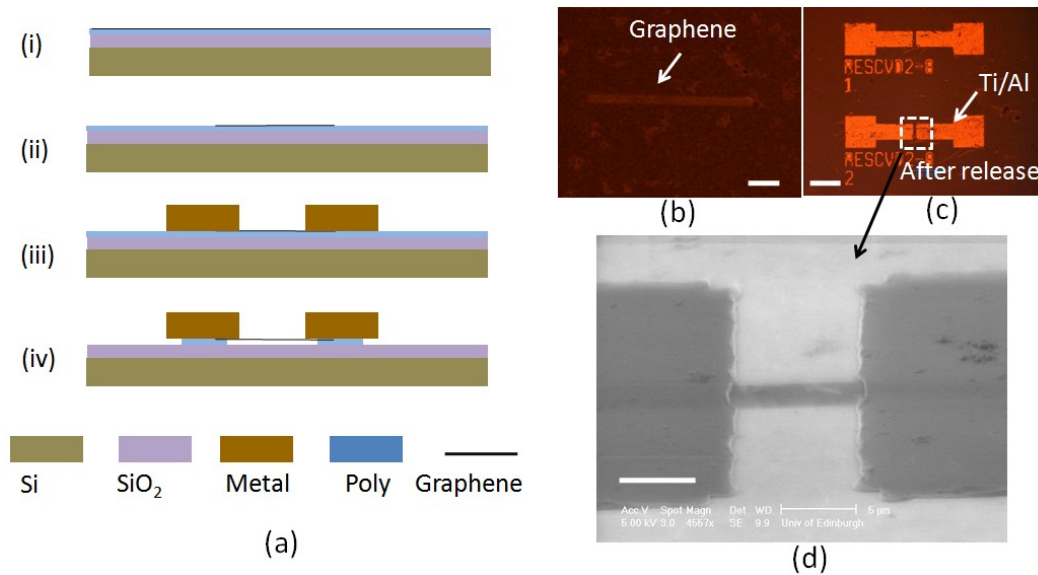 (i)
(ii)
(iii)
(iv)
Si
SiO2
Metal
Poly
Graphene
(a)
Graphene
(b)
RESCVD2-8
1
Ti/Al
RESCVD2-8
2
After release
(c)
Acc.V Spot Magn Det WD 5 µm
5.00 kV 3.0 4557x SE 9.9 Univ of Edinburgh
(d)